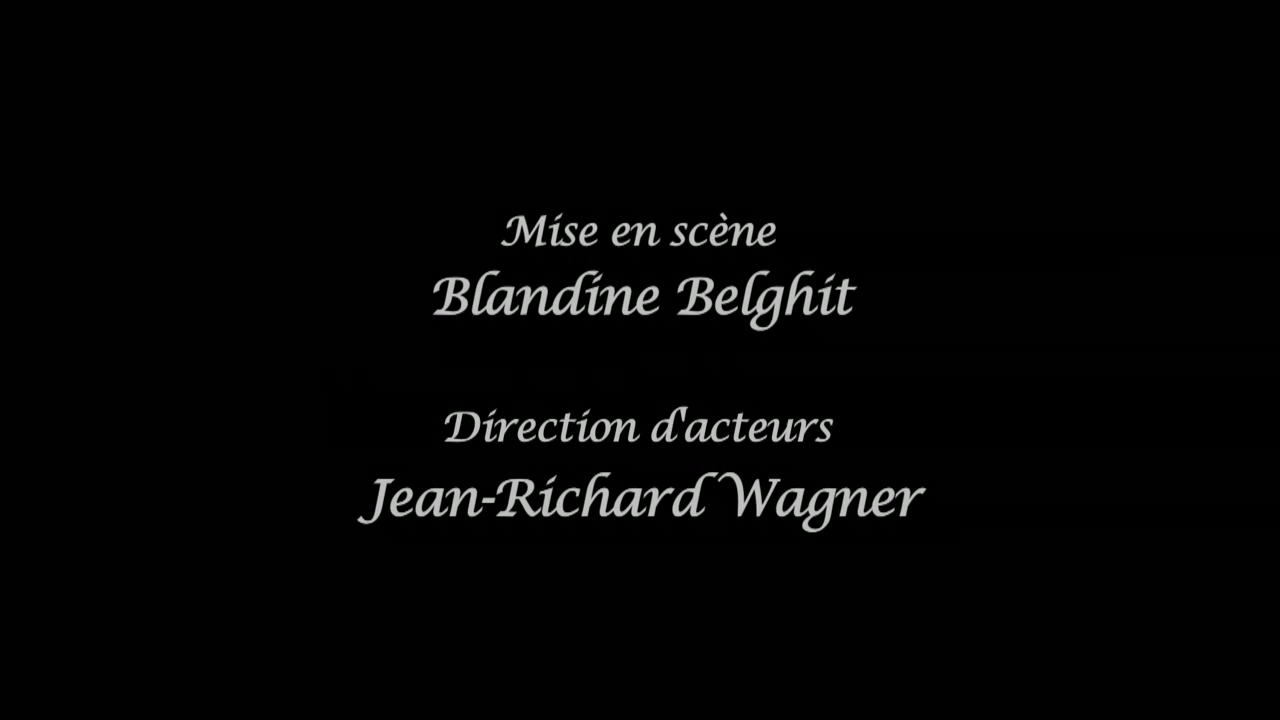 Mise en scène
Blandine Belghit
Direction d'acteurs
Jean-Richard Wagner